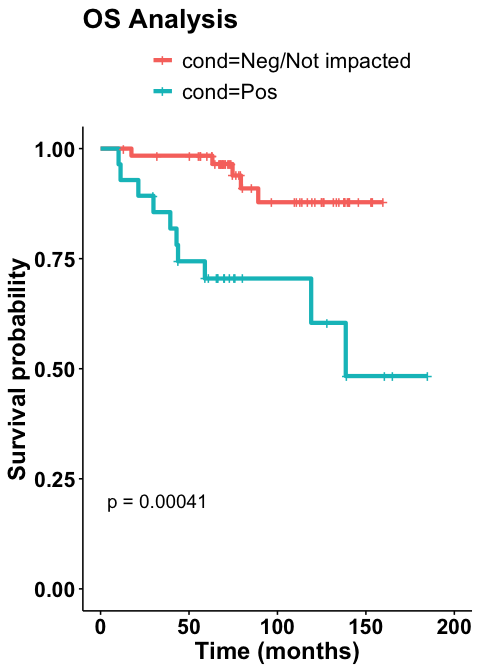 OS Analysis
cond=Neg/Not impacted
cond=Pos
Survival probability
1.00
0.75
0.50
0.25
0.00
p = 0.00041
0 50 100 150 200
Time (months)